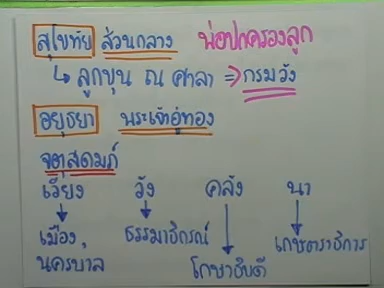 สุโขทัย ส่วนกลาง พ่อปกครองลูก
↳ ลูกขุน ณ ศาลา ⇒ กรมวัง
อยุธยา พระเจ้าอู่ทอง
จตุสดมภ์
เวียง วัง คลัง นา
เมือง, ธรรมาธิกรณ์ เกษตราธิการ
นครบาล โกษาธิบดี